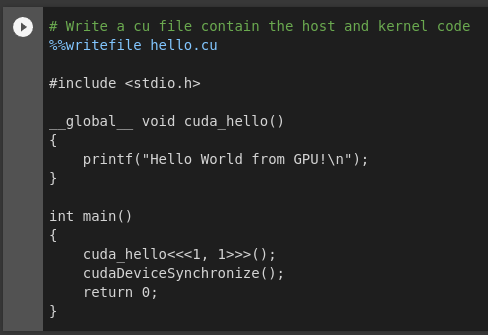 # Write a cu file contain the host and kernel code
%%writefile hello.cu

#include <stdio.h>

__global__ void cuda_hello()
{
    printf("Hello World from GPU!\n");
}

int main()
{
    cuda_hello<<<1, 1>>>();
    cudaDeviceSynchronize();
    return 0;
}